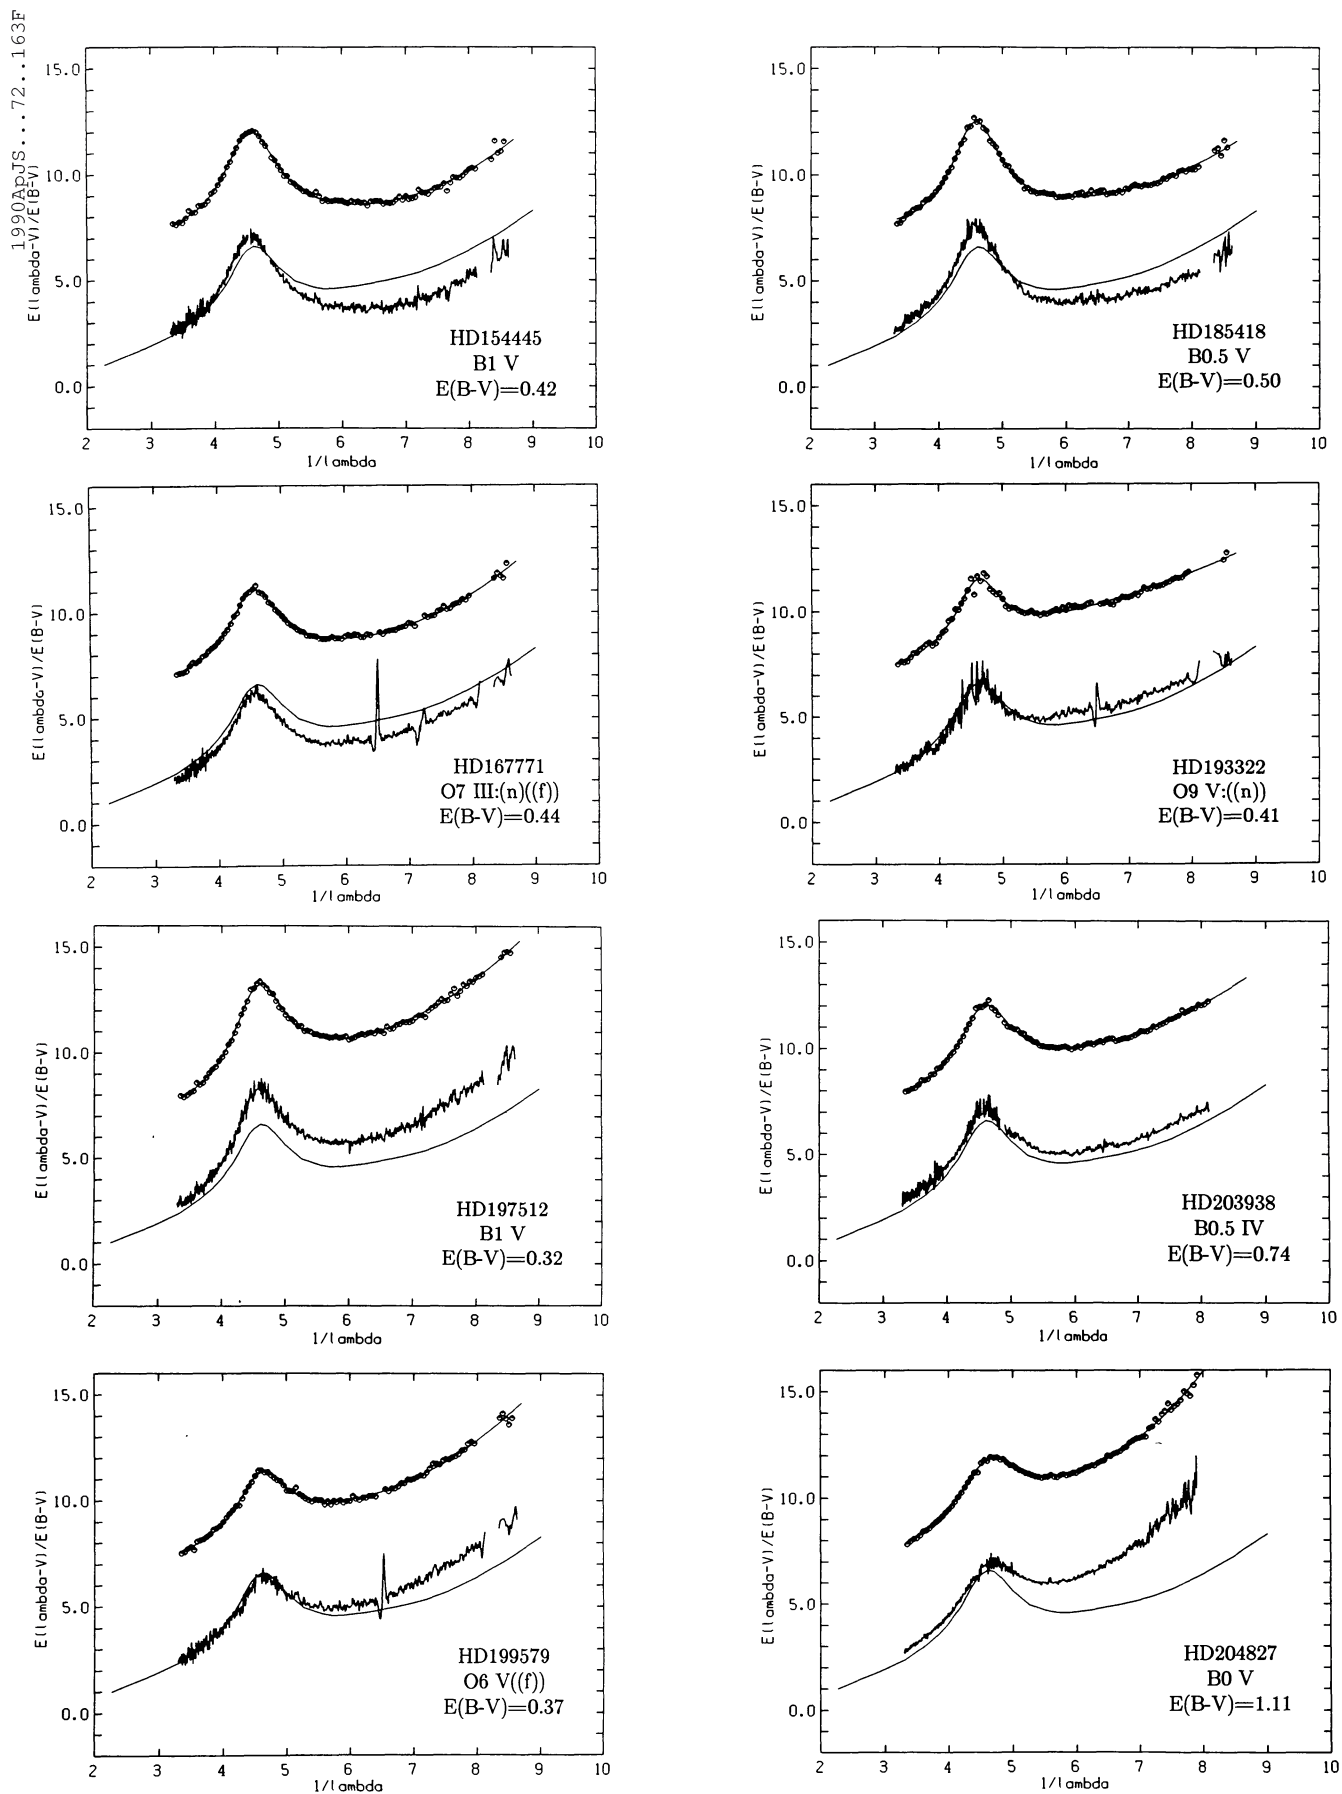 1990ApJS...72..163F
E(lambda-V)/E(B-V)
15.0
10.0
5.0
0.0
HD154445
B1 V
E(B-V)=0.42
2 3 4 5 6 7 8 9 10
1/lambda
15.0
10.0
5.0
0.0
E(lambda-V)/E(B-V)
HD185418
B0.5 V
E(B-V)=0.50
2 3 4 5 6 7 8 9 10
1/lambda
15.0
10.0
5.0
0.0
E(lambda-V)/E(B-V)
HD167771
O7 III:(n)((f))
E(B-V)=0.44
2 3 4 5 6 7 8 9 10
1/lambda
15.0
10.0
5.0
0.0
E(lambda-V)/E(B-V)
HD193322
O9 V:((n))
E(B-V)=0.41
2 3 4 5 6 7 8 9 10
1/lambda
15.0
10.0
5.0
0.0
E(lambda-V)/E(B-V)
HD197512
B1 V
E(B-V)=0.32
2 3 4 5 6 7 8 9 10
1/lambda
15.0
10.0
5.0
0.0
E(lambda-V)/E(B-V)
HD203938
B0.5 IV
E(B-V)=0.74
2 3 4 5 6 7 8 9 10
1/lambda
15.0
10.0
5.0
0.0
E(lambda-V)/E(B-V)
HD199579
O6 V((f))
E(B-V)=0.37
2 3 4 5 6 7 8 9 10
1/lambda
15.0
10.0
5.0
0.0
E(lambda-V)/E(B-V)
HD204827
B0 V
E(B-V)=1.11
2 3 4 5 6 7 8 9 10
1/lambda